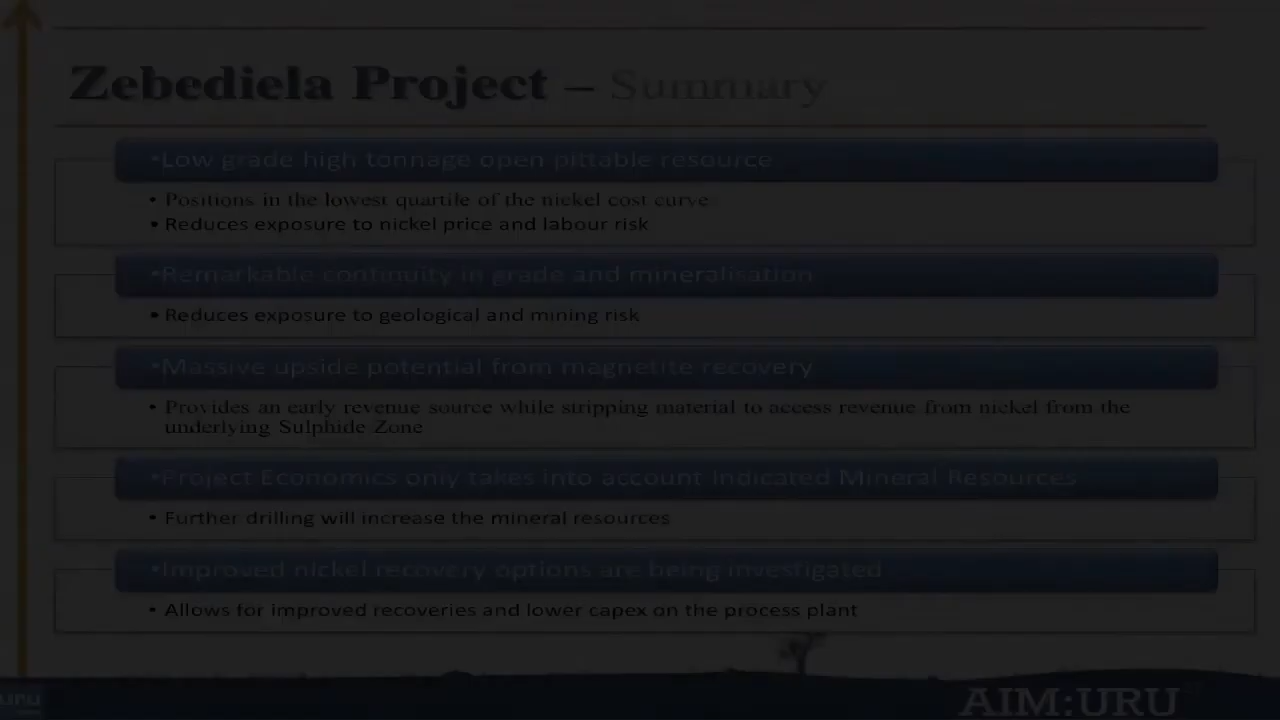 Zebediela Project – Summary
•Low grade high tonnage open pittable resource
• Positions in the lowest quartile of the nickel cost curve
• Reduces exposure to nickel price and labour risk
•Remarkable continuity in grade and mineralisation
• Reduces exposure to geological and mining risk
•Massive upside potential from magnetite recovery
• Provides an early revenue source while stripping material to access revenue from nickel from the
underlying Sulphide Zone
•Project Economics only takes into account Indicated Mineral Resources
• Further drilling will increase the mineral resources
•Improved nickel recovery options are being investigated
• Allows for improved recoveries and lower capex on the process plant
uru
AIM:URU